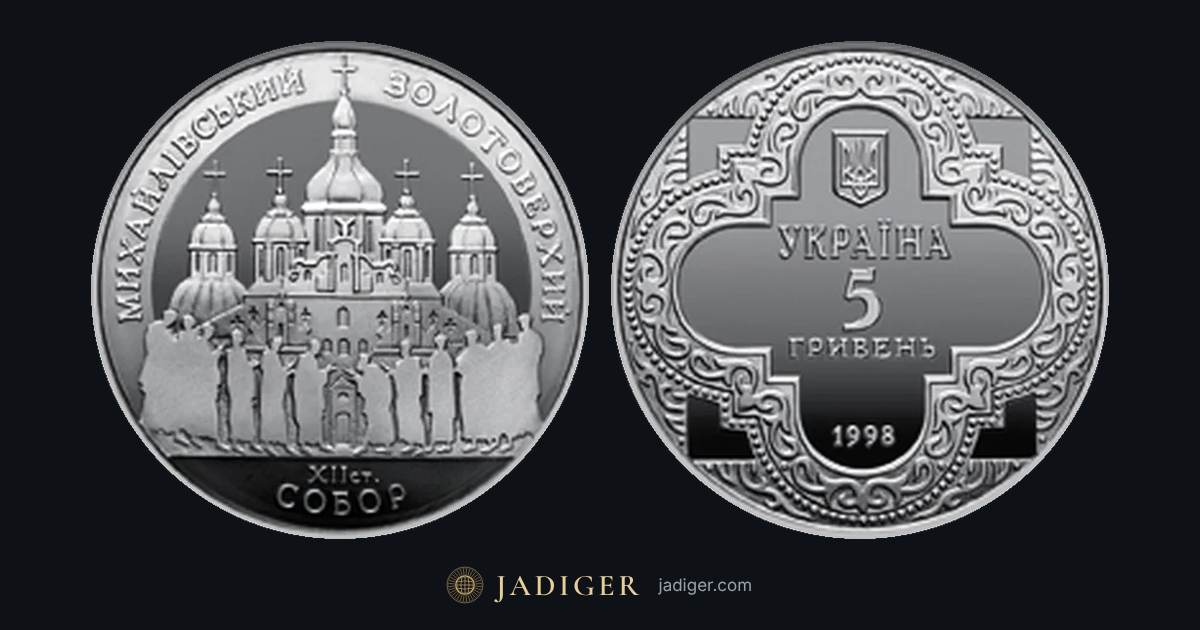 МИХАЙЛІВСЬКИЙ ЗОЛОТОВЕРХИЙ
XII ст.
СОБОР
УКРАЇНА
5
ГРИВЕНЬ
1998
JADIGER jadiger.com